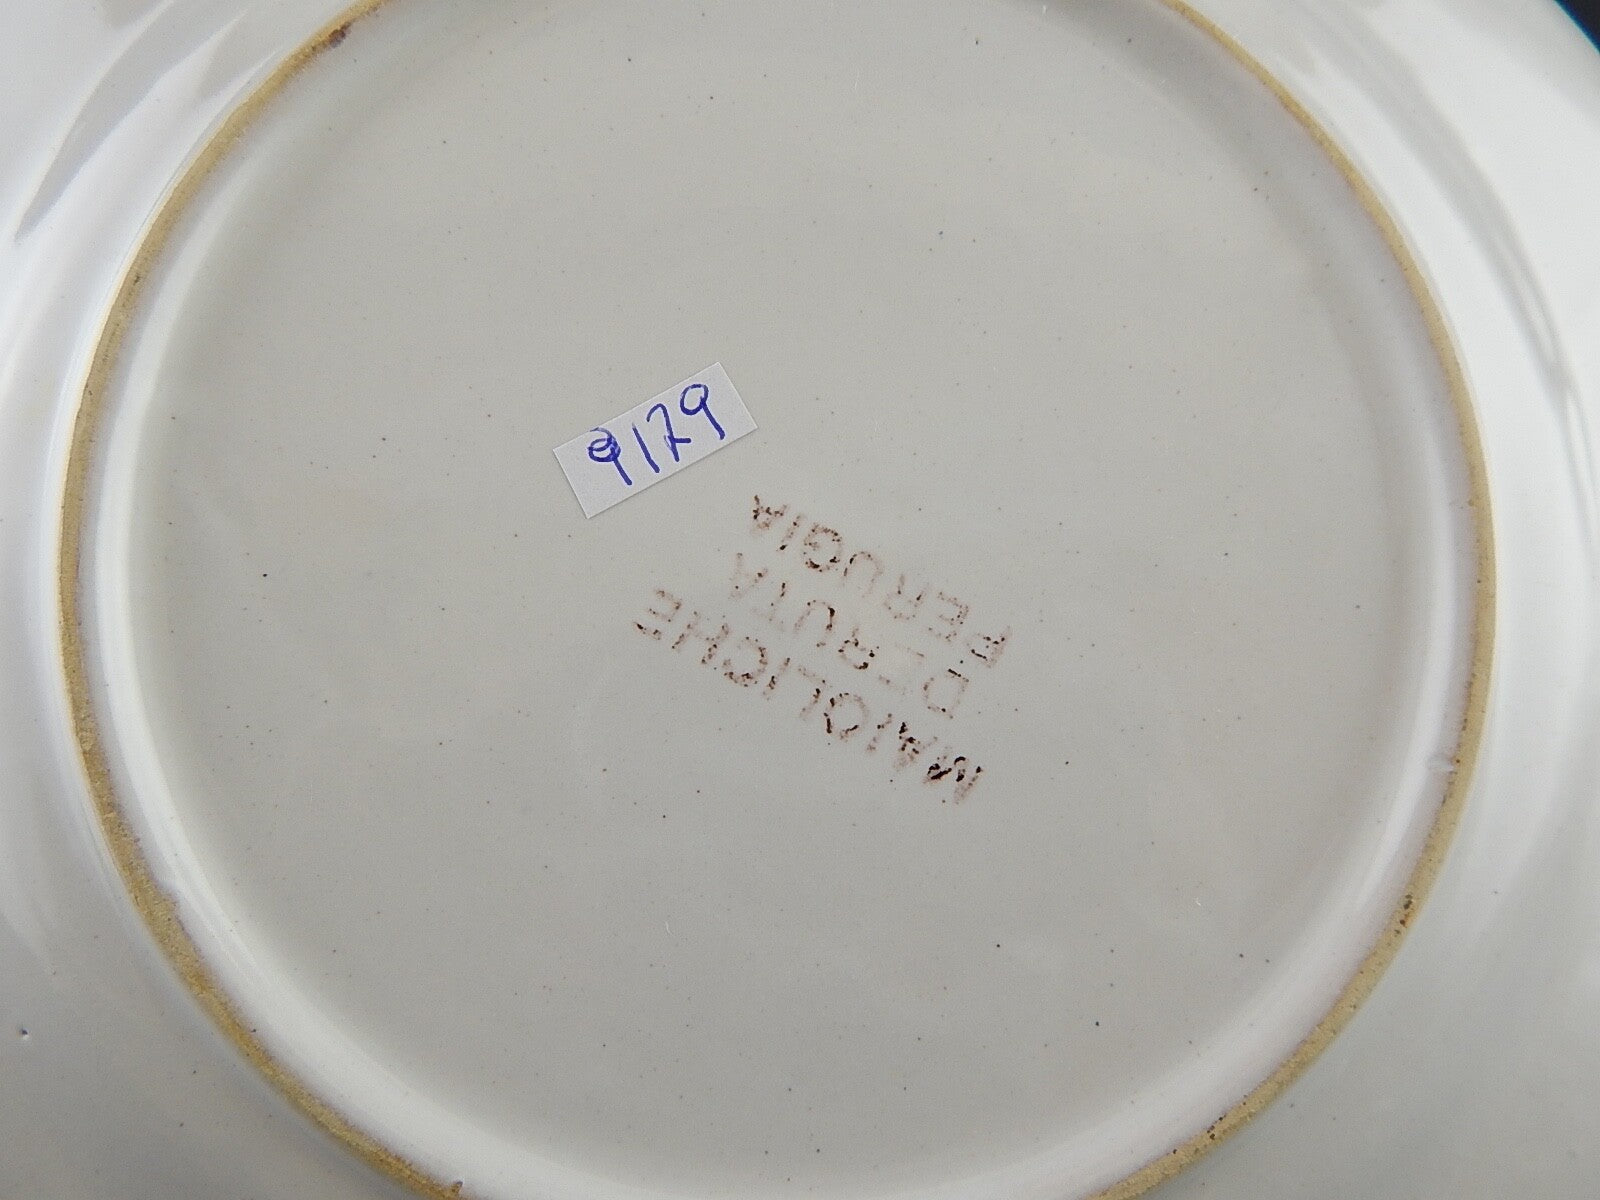 9129
MAIOLICHE
DERUTA
PERUGIA